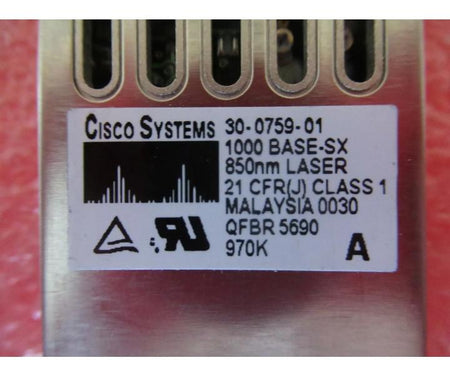 CISCO SYSTEMS 30-0759-01
1000 BASE-SX
850nm LASER
21 CFR(J) CLASS 1
MALAYSIA 0030
QFBR 5690
970K A